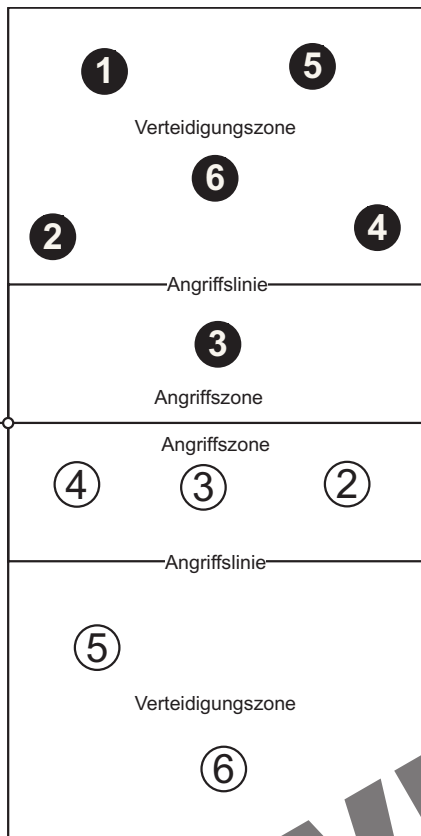 1 5
Verteidigungszone
6
2 4
Angriffslinie
3
Angriffszone
Angriffszone
4 3 2
Angriffslinie
5
Verteidigungszone
6